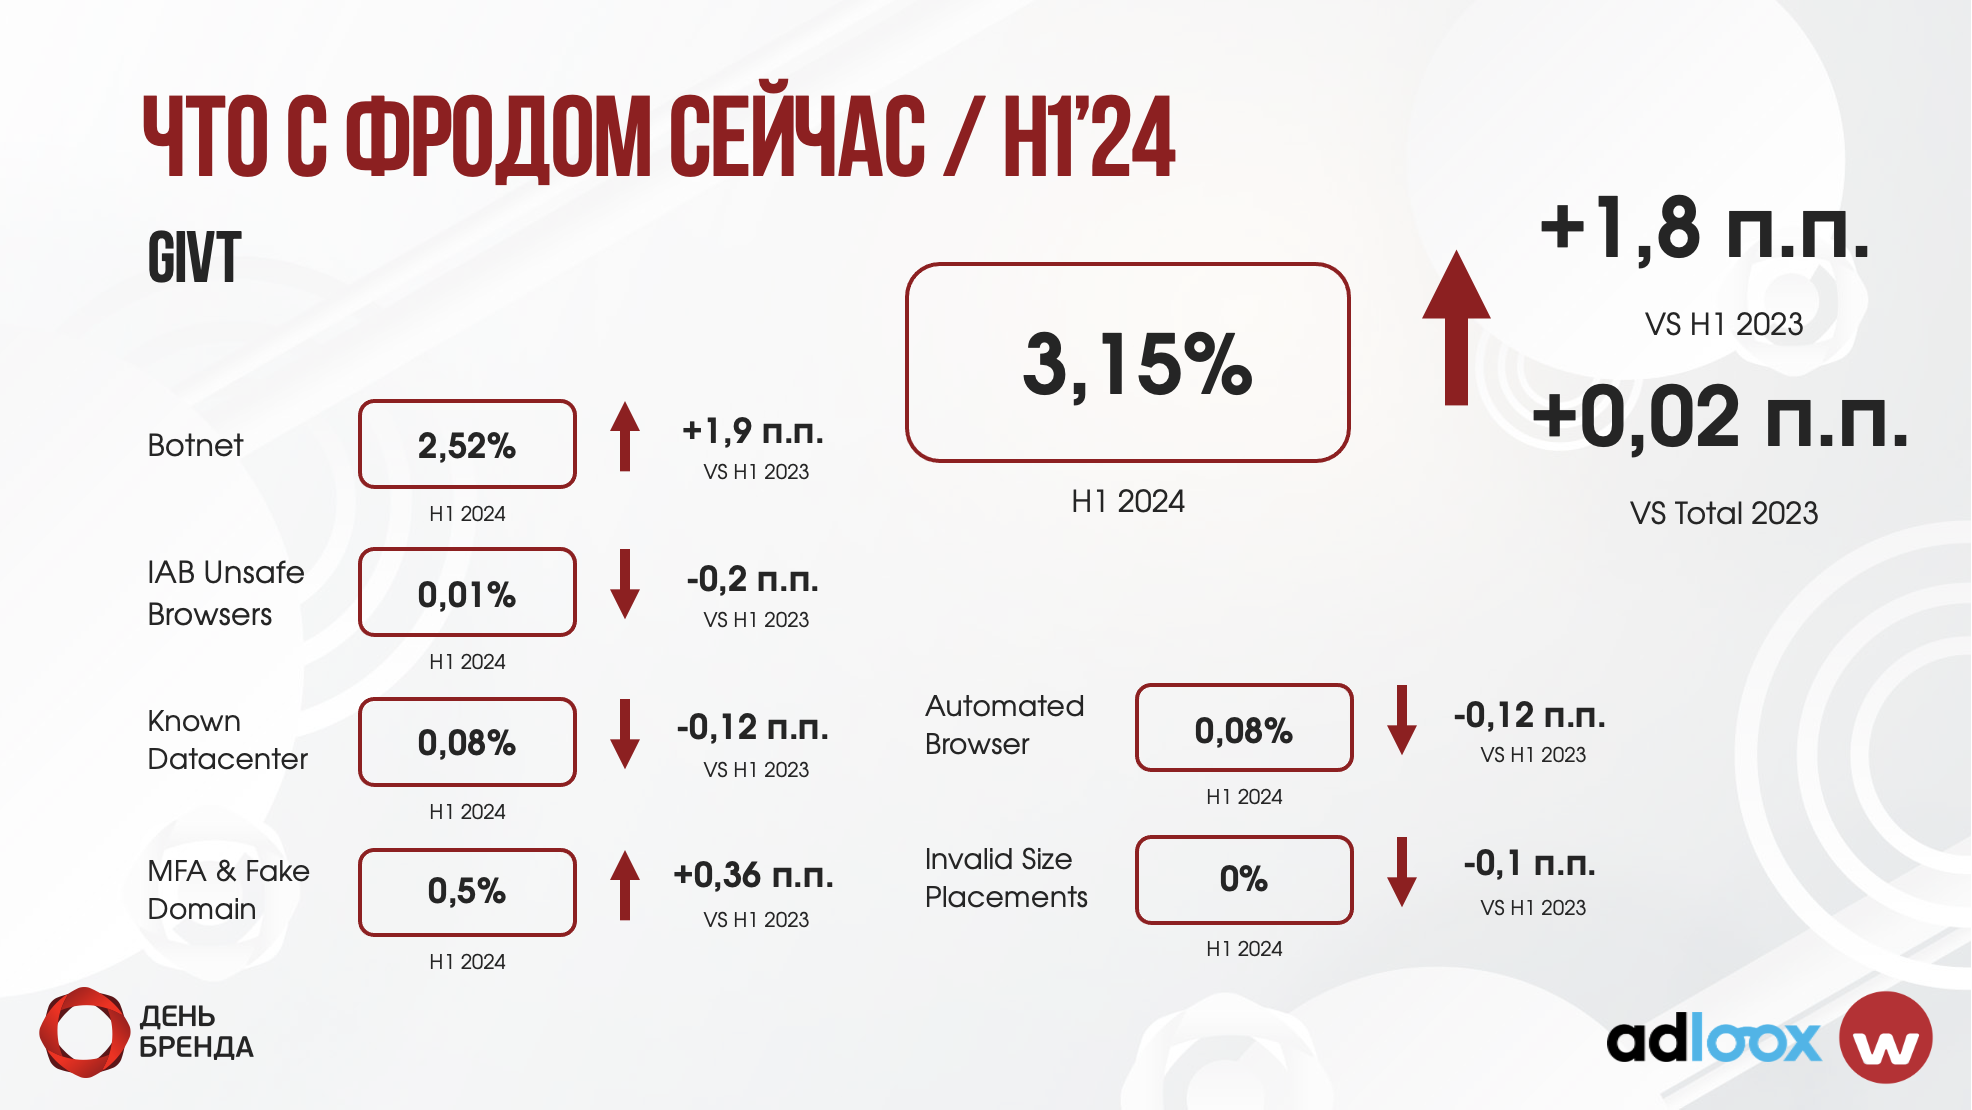 ЧТО С ФРОДОМ СЕЙЧАС / H1’24
GIVT
3,15%
H1 2024
+1,8 п.п.
VS H1 2023
+0,02 п.п.
VS Total 2023
Botnet
2,52%
H1 2024
+1,9 п.п.
VS H1 2023
IAB Unsafe
Browsers
0,01%
H1 2024
-0,2 п.п.
VS H1 2023
Known
Datacenter
0,08%
H1 2024
-0,12 п.п.
VS H1 2023
MFA & Fake
Domain
0,5%
H1 2024
+0,36 п.п.
VS H1 2023
Automated
Browser
0,08%
H1 2024
-0,12 п.п.
VS H1 2023
Invalid Size
Placements
0%
H1 2024
-0,1 п.п.
VS H1 2023
ДЕНЬ
БРЕНДА
adloox
w